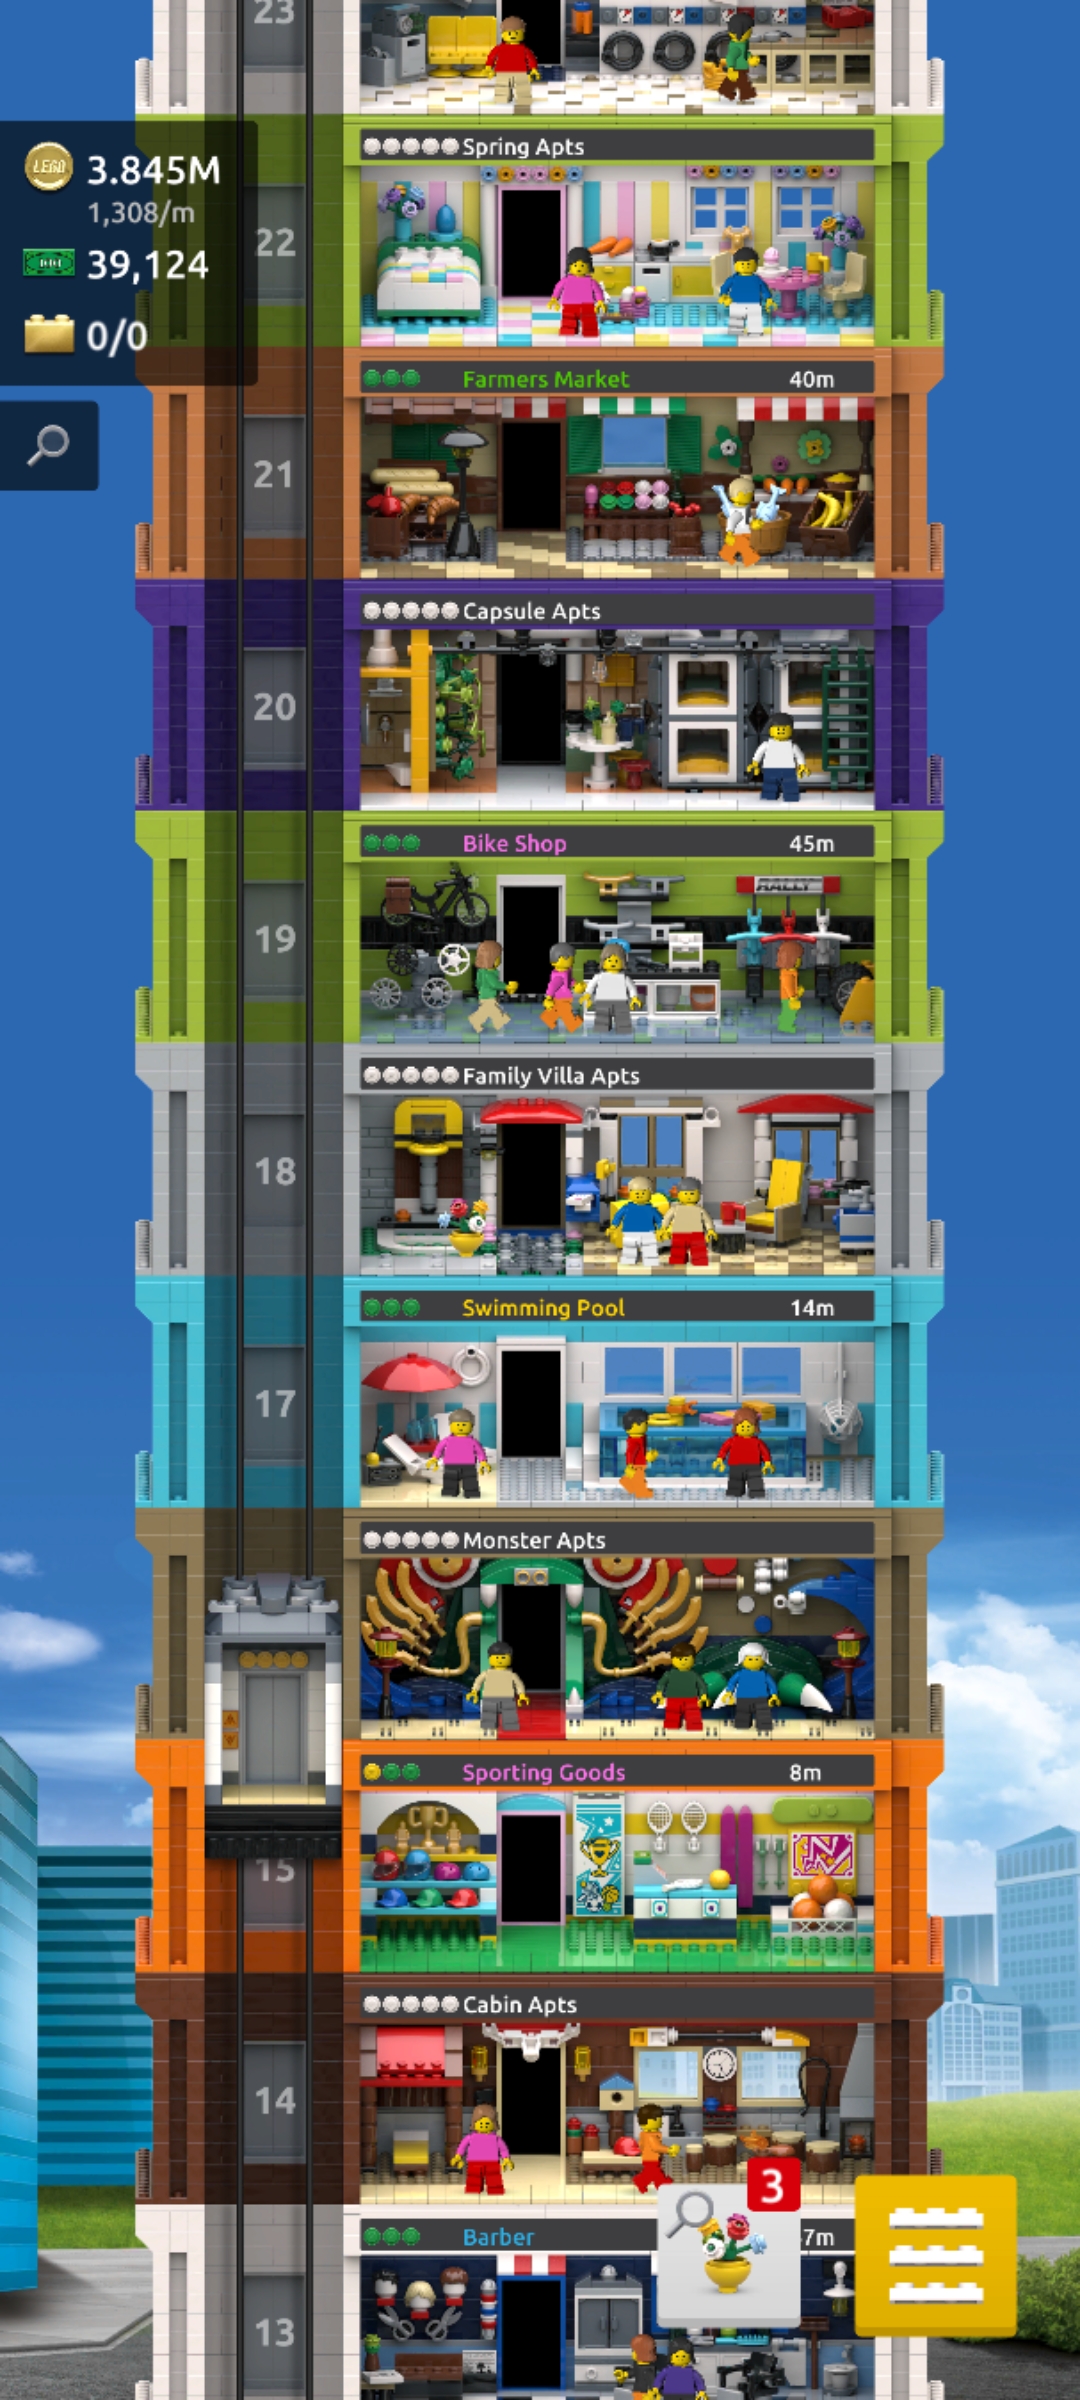 23
Spring Apts
LEGO
3.845M
1,308/m
39,124
0/0
22
Farmers Market 40m
21
Capsule Apts
20
Bike Shop 45m
RALLY
19
Family Villa Apts
18
Swimming Pool 14m
17
Monster Apts
Sporting Goods 8m
15
Cabin Apts
14
3
Barber 7m
13